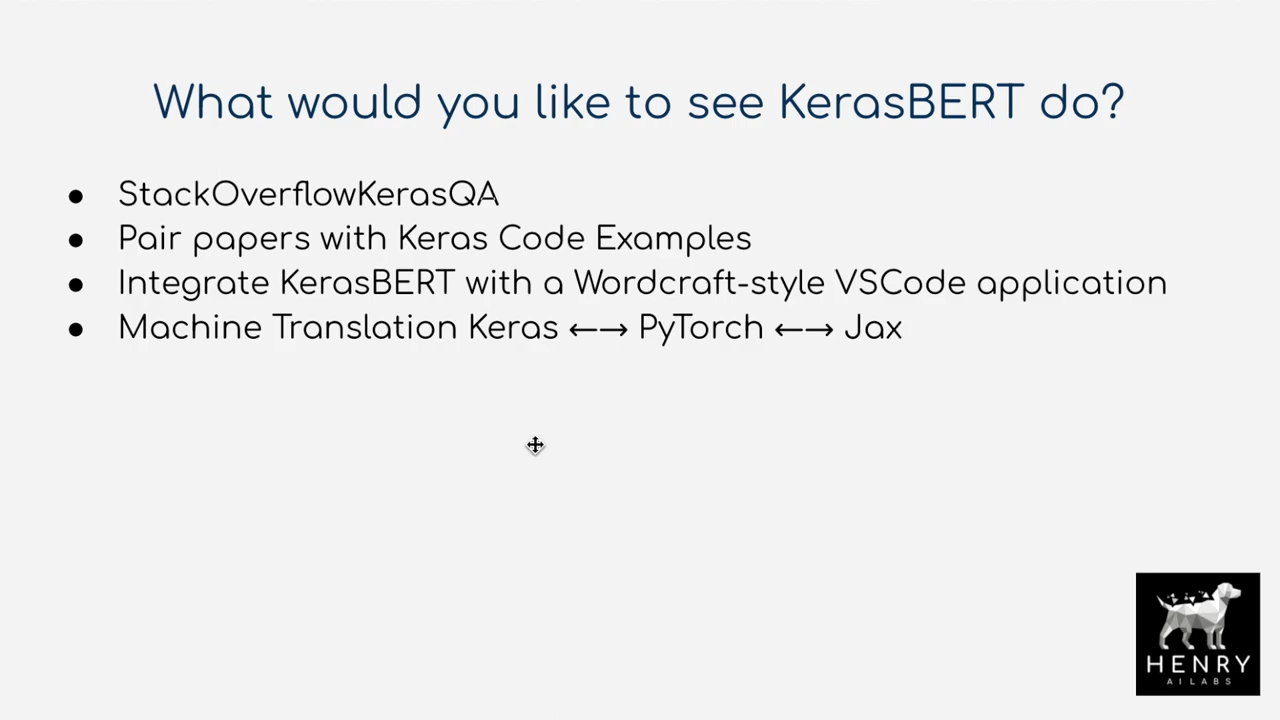 What would you like to see KerasBERT do?
● StackOverflowKerasQA
● Pair papers with Keras Code Examples
● Integrate KerasBERT with a Wordcraft-style VSCode application
● Machine Translation Keras ←→ PyTorch ←→ Jax
HENRY
AI LABS